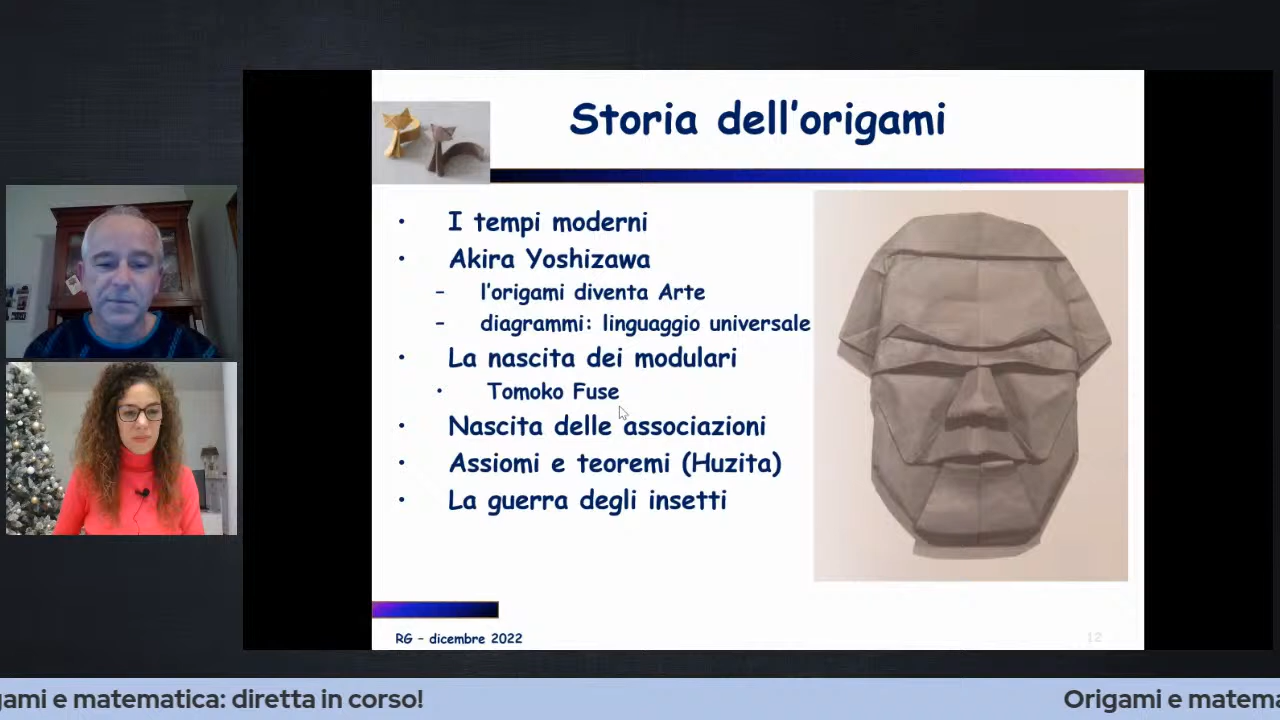 Storia dell'origami
• I tempi moderni
• Akira Yoshizawa
– l'origami diventa Arte
– diagrammi: linguaggio universale
• La nascita dei modulari
• Tomoko Fuse
• Nascita delle associazioni
• Assiomi e teoremi (Huzita)
• La guerra degli insetti
RG – dicembre 2022
12
gami e matematica: diretta in corso! Origami e matema